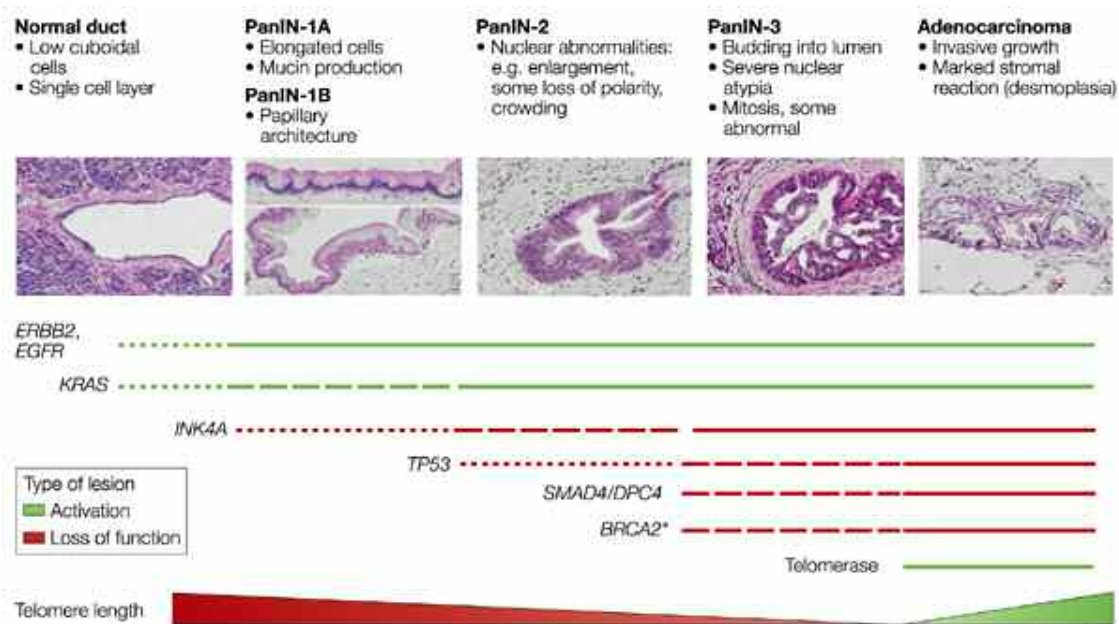 Normal duct
• Low cuboidal
cells
• Single cell layer
PanIN-1A
• Elongated cells
• Mucin production
PanIN-1B
• Papillary
architecture
PanIN-2
• Nuclear abnormalities:
e.g. enlargement,
some loss of polarity,
crowding
PanIN-3
• Budding into lumen
• Severe nuclear
atypia
• Mitosis, some
abnormal
Adenocarcinoma
• Invasive growth
• Marked stromal
reaction (desmoplasia)
ERBB2,
EGFR
KRAS
INK4A
TP53
SMAD4/DPC4
BRCA2*
Telomerase
Type of lesion
Activation
Loss of function
Telomere length